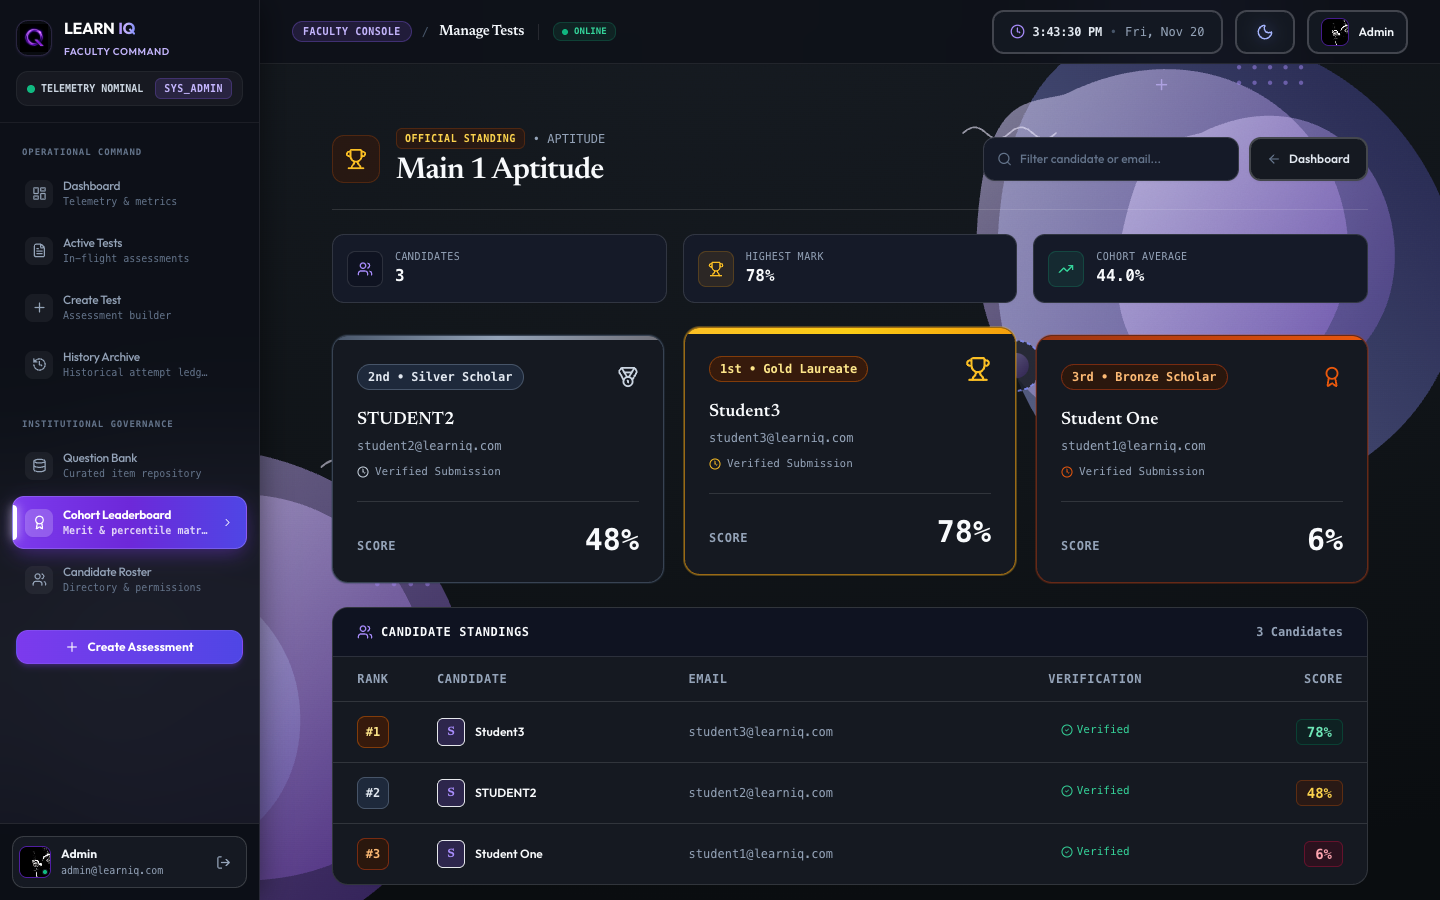 LEARN IQ
FACULTY COMMAND
TELEMETRY NOMINAL SYS_ADMIN
OPERATIONAL COMMAND
Dashboard
Telemetry & metrics
Active Tests
In-flight assessments
Create Test
Assessment builder
History Archive
Historical attempt ledg…
INSTITUTIONAL GOVERNANCE
Question Bank
Curated item repository
Cohort Leaderboard
Merit & percentile matr…
Candidate Roster
Directory & permissions
Create Assessment
Admin
admin@learniq.com
FACULTY CONSOLE / Manage Tests ONLINE
3:43:30 PM • Fri, Nov 20
Admin
OFFICIAL STANDING • APTITUDE
Main 1 Aptitude
Filter candidate or email...
Dashboard
CANDIDATES
3
HIGHEST MARK
78%
COHORT AVERAGE
44.0%
2nd • Silver Scholar
STUDENT2
student2@learniq.com
Verified Submission
SCORE 48%
1st • Gold Laureate
Student3
student3@learniq.com
Verified Submission
SCORE 78%
3rd • Bronze Scholar
Student One
student1@learniq.com
Verified Submission
SCORE 6%
CANDIDATE STANDINGS 3 Candidates
RANK CANDIDATE EMAIL VERIFICATION SCORE
#1 S Student3 student3@learniq.com Verified 78%
#2 S STUDENT2 student2@learniq.com Verified 48%
#3 S Student One student1@learniq.com Verified 6%